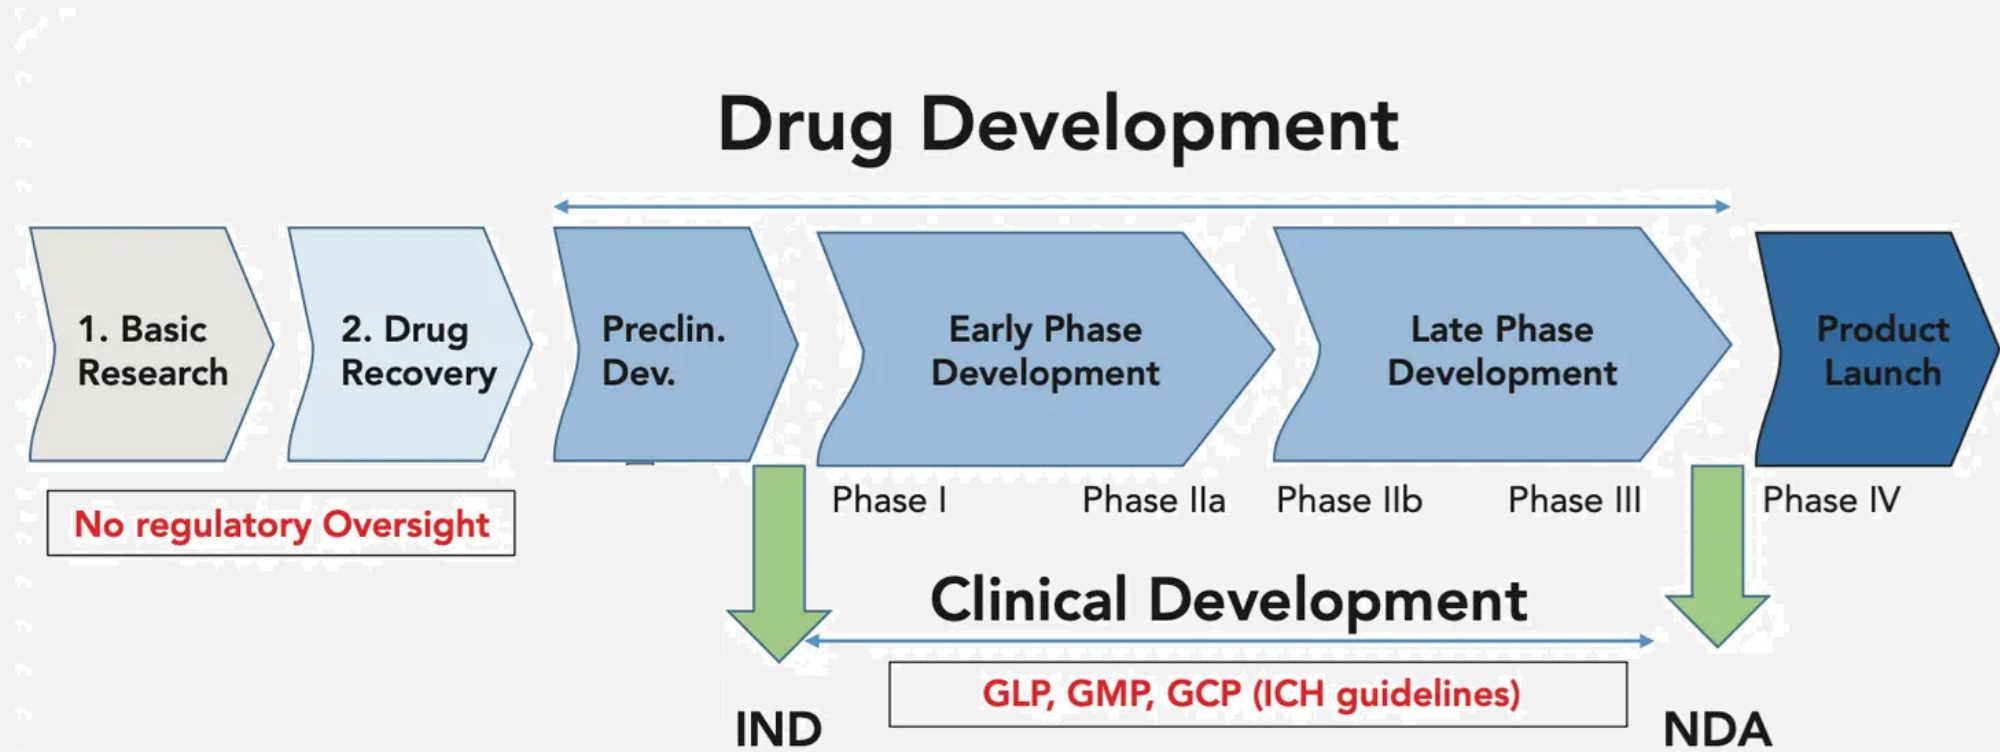 Drug Development
1. Basic
Research
2. Drug
Recovery
Preclin.
Dev.
Early Phase
Development
Late Phase
Development
Product
Launch
No regulatory Oversight
Phase I
Phase IIa
Phase IIb
Phase III
Phase IV
Clinical Development
GLP, GMP, GCP (ICH guidelines)
IND
NDA